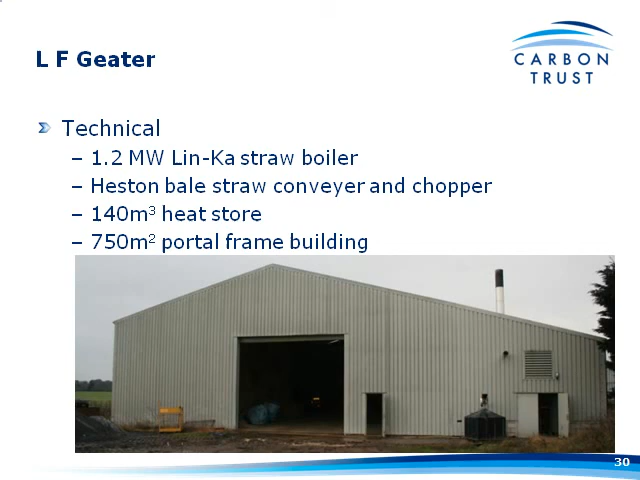 L F Geater
CARBON
TRUST
Technical
– 1.2 MW Lin-Ka straw boiler
– Heston bale straw conveyer and chopper
– 140m³ heat store
– 750m² portal frame building
30